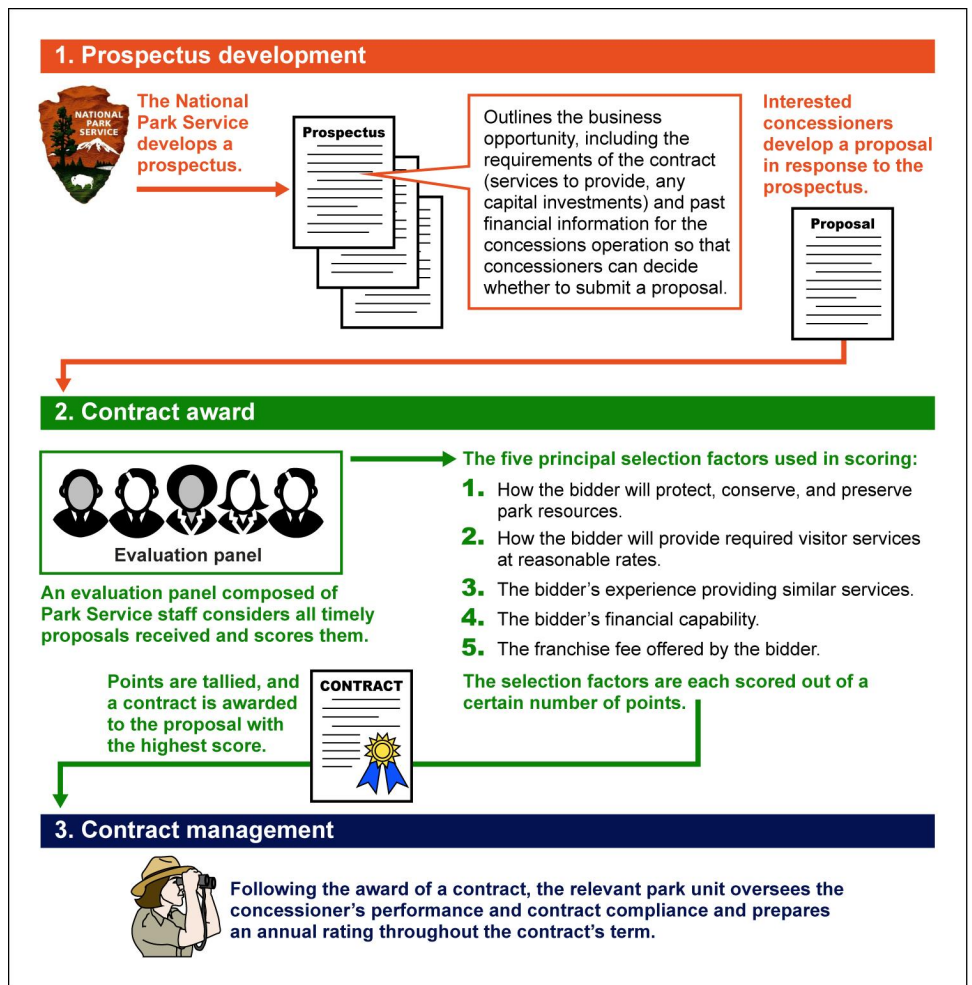 1. Prospectus development
NATIONAL
PARK
SERVICE
The National
Park Service
develops a
prospectus.
Prospectus
Outlines the business
opportunity, including the
requirements of the contract
(services to provide, any
capital investments) and past
financial information for the
concessions operation so that
concessioners can decide
whether to submit a proposal.
Interested
concessioners
develop a proposal
in response to the
prospectus.
Proposal
2. Contract award
Evaluation panel
An evaluation panel composed of
Park Service staff considers all timely
proposals received and scores them.
The five principal selection factors used in scoring:
1. How the bidder will protect, conserve, and preserve
park resources.
2. How the bidder will provide required visitor services
at reasonable rates.
3. The bidder’s experience providing similar services.
4. The bidder’s financial capability.
5. The franchise fee offered by the bidder.
The selection factors are each scored out of a
certain number of points.
Points are tallied, and
a contract is awarded
to the proposal with
the highest score.
CONTRACT
3. Contract management
Following the award of a contract, the relevant park unit oversees the
concessioner’s performance and contract compliance and prepares
an annual rating throughout the contract’s term.